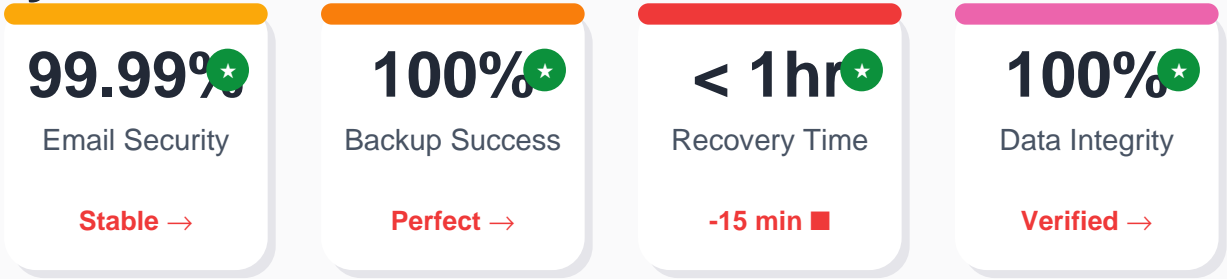 99.99%
Email Security
Stable →
100%
Backup Success
Perfect →
< 1hr
Recovery Time
-15 min ■
100%
Data Integrity
Verified →